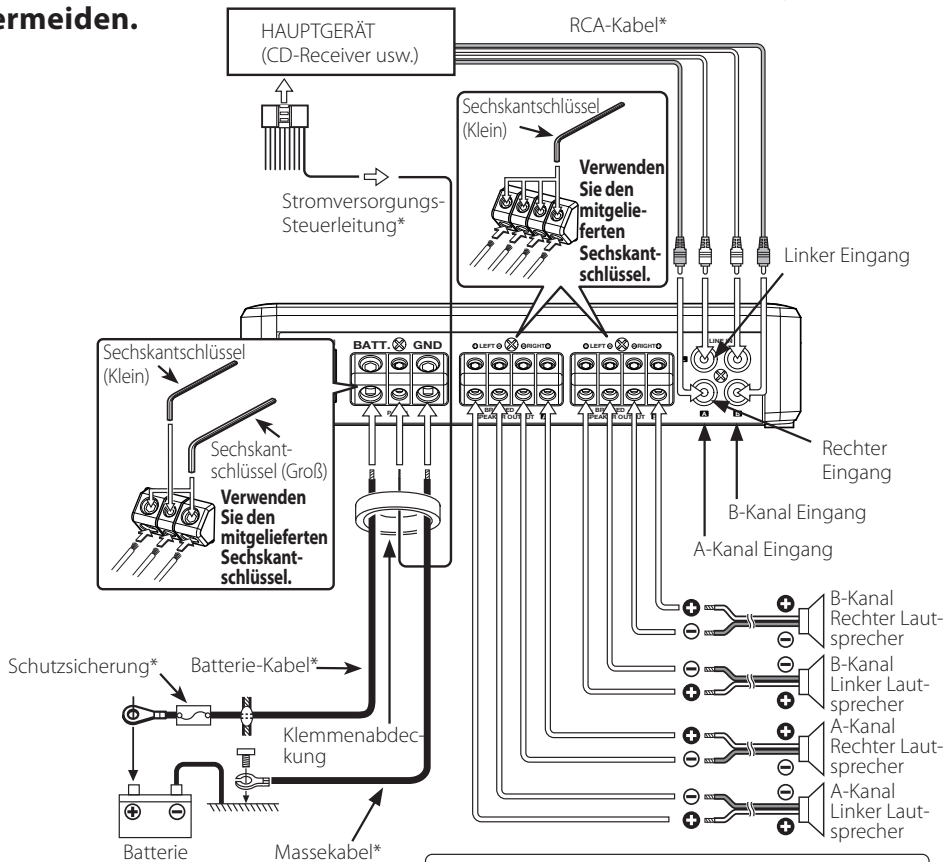 ermeiden.
HAUPTGERÄT
(CD-Receiver usw.)
RCA-Kabel*
Sechskantschlüssel
(Klein)
Verwenden
Sie den
mitgelie-
ferten
Sechskant-
schlüssel.
Stromversorgungs-
Steuerleitung*
Linker Eingang
BATT. GND
LEFT RIGHT
LEFT RIGHT
LINE IN
Sechskantschlüssel
(Klein)
Sechskant-
schlüssel (Groß)
Verwenden
Sie den
mitgelieferten
Sechskant-
schlüssel.
A
Rechter
Eingang
B-Kanal Eingang
A-Kanal Eingang
B-Kanal
Rechter Laut-
sprecher
B-Kanal
Linker Laut-
sprecher
A-Kanal
Rechter Laut-
sprecher
A-Kanal
Linker Laut-
sprecher
Schutzsicherung*
Batterie-Kabel*
Klemmenabdec-
kung
Batterie
Massekabel*